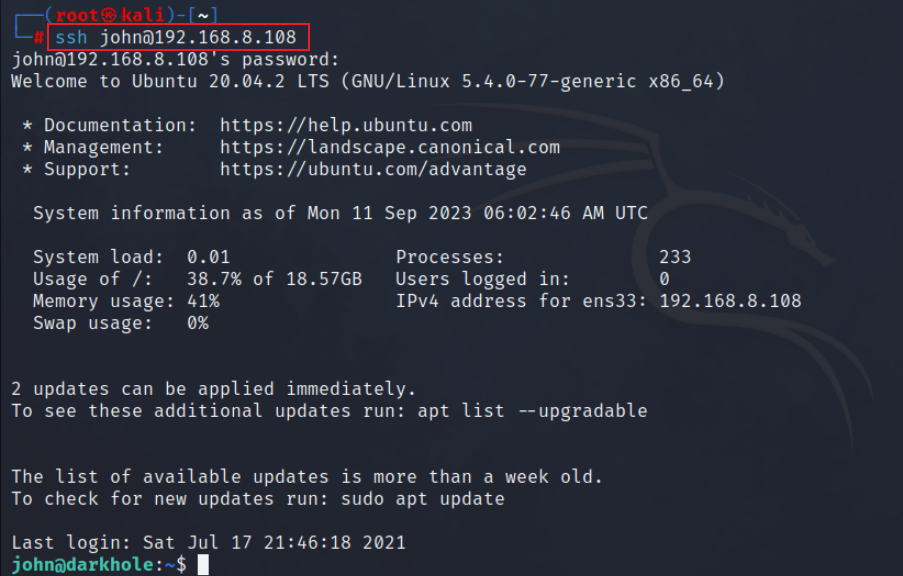 ┌──(root㉿kali)-[~]
└─# ssh john@192.168.8.108
john@192.168.8.108's password:
Welcome to Ubuntu 20.04.2 LTS (GNU/Linux 5.4.0-77-generic x86_64)
* Documentation:  https://help.ubuntu.com
* Management:     https://landscape.canonical.com
* Support:        https://ubuntu.com/advantage
System information as of Mon 11 Sep 2023 06:02:46 AM UTC
System load:  0.01                Processes:              233
Usage of /:   38.7% of 18.57GB   Users logged in:        0
Memory usage: 41%                IPv4 address for ens33: 192.168.8.108
Swap usage:   0%
2 updates can be applied immediately.
To see these additional updates run: apt list --upgradable
The list of available updates is more than a week old.
To check for new updates run: sudo apt update
Last login: Sat Jul 17 21:46:18 2021
john@darkhole:~$